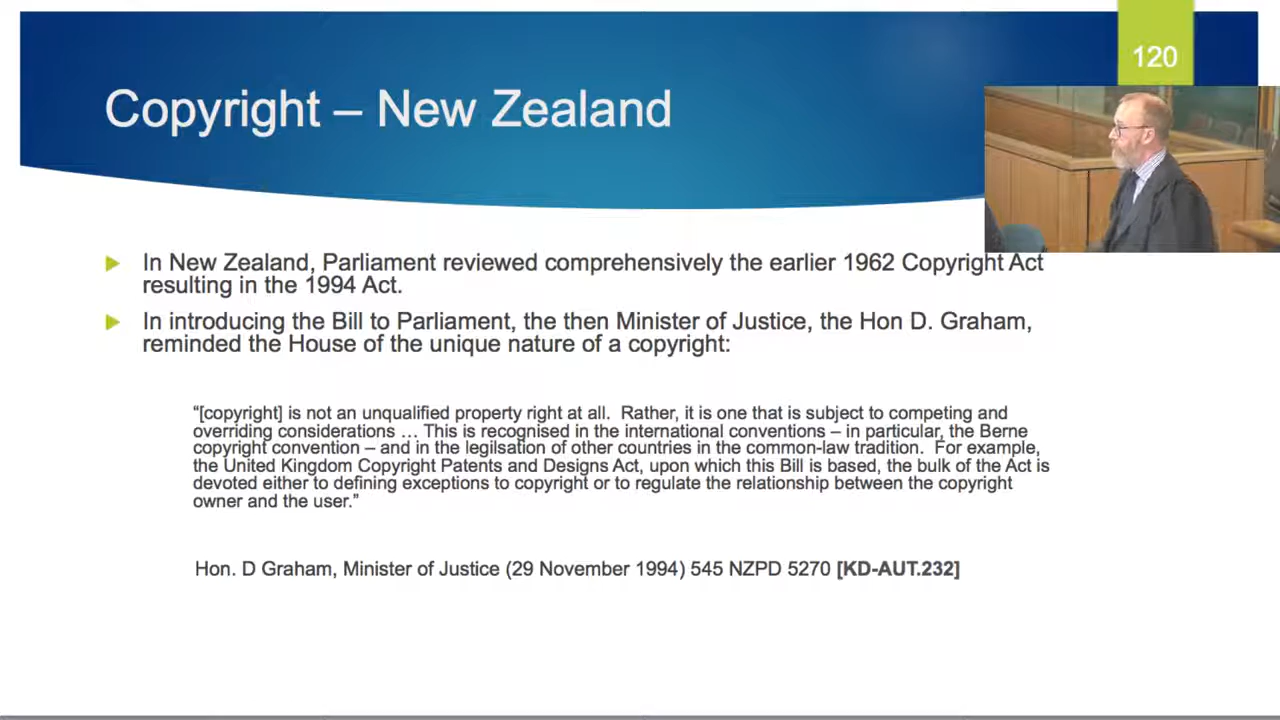 120
Copyright – New Zealand
In New Zealand, Parliament reviewed comprehensively the earlier 1962 Copyright Act
resulting in the 1994 Act.
In introducing the Bill to Parliament, the then Minister of Justice, the Hon D. Graham,
reminded the House of the unique nature of a copyright:
“[copyright] is not an unqualified property right at all.  Rather, it is one that is subject to competing and
overriding considerations … This is recognised in the international conventions – in particular, the Berne
copyright convention – and in the legilsation of other countries in the common-law tradition.  For example,
the United Kingdom Copyright Patents and Designs Act, upon which this Bill is based, the bulk of the Act is
devoted either to defining exceptions to copyright or to regulate the relationship between the copyright
owner and the user.”
Hon. D Graham, Minister of Justice (29 November 1994) 545 NZPD 5270 [KD-AUT.232]